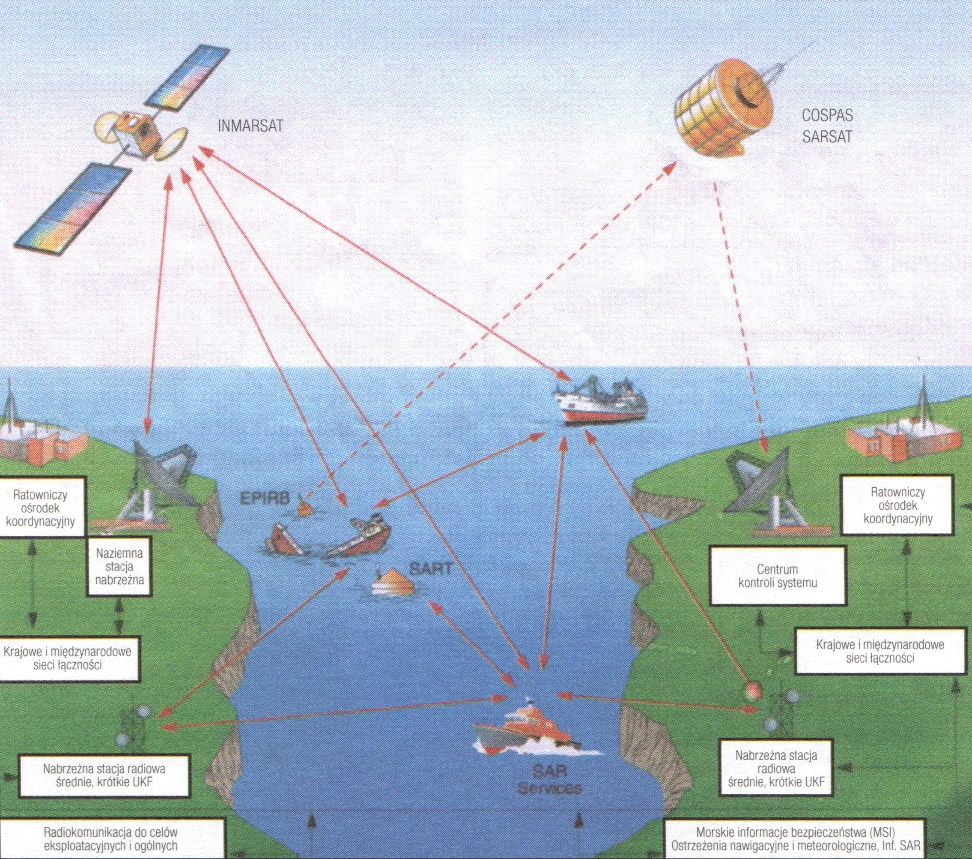 INMARSAT
COSPAS
SARSAT
EPIRB
SART
Ratowniczy
ośrodek
koordynacyjny
Naziemna
stacja
nabrzeżna
Krajowe i międzynarodowe
sieci łączności
Nabrzeżna stacja radiowa
średnie, krótkie UKF
Radiokomunikacja do celów
eksploatacyjnych i ogólnych
SAR
Services
Ratowniczy
ośrodek
koordynacyjny
Centrum
kontroli systemu
Krajowe i międzynarodowe
sieci łączności
Nabrzeżna stacja
radiowa
średnie, krótkie UKF
Morskie informacje bezpieczeństwa (MSI)
Ostrzeżenia nawigacyjne i meteorologiczne, Inf. SAR